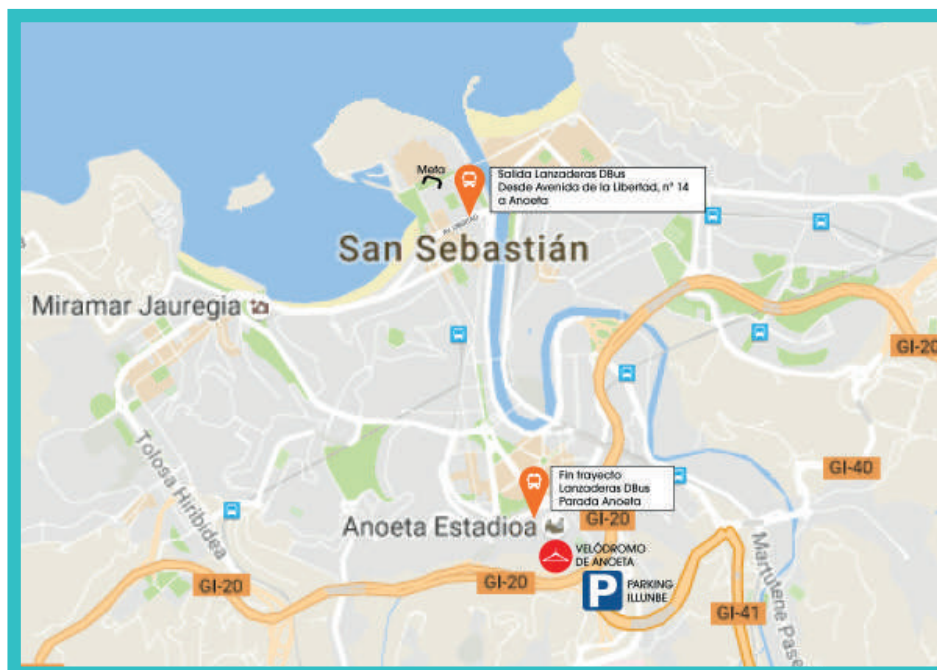 Meta
Salida Lanzaderas DBus
Desde Avenida de la Libertad, nº 14
a Anoeta
San Sebastián
Miramar Jauregia
GI-20
Tolosa Hiribidea
GI-40
Fin trayecto
Lanzaderas DBus
Parada Anoeta
Anoeta Estadioa
GI-20
VELÓDROMO
DE ANOETA
GI-20
GI-20
P
PARKING
ILLUNBE
GI-41
Martutene Pase